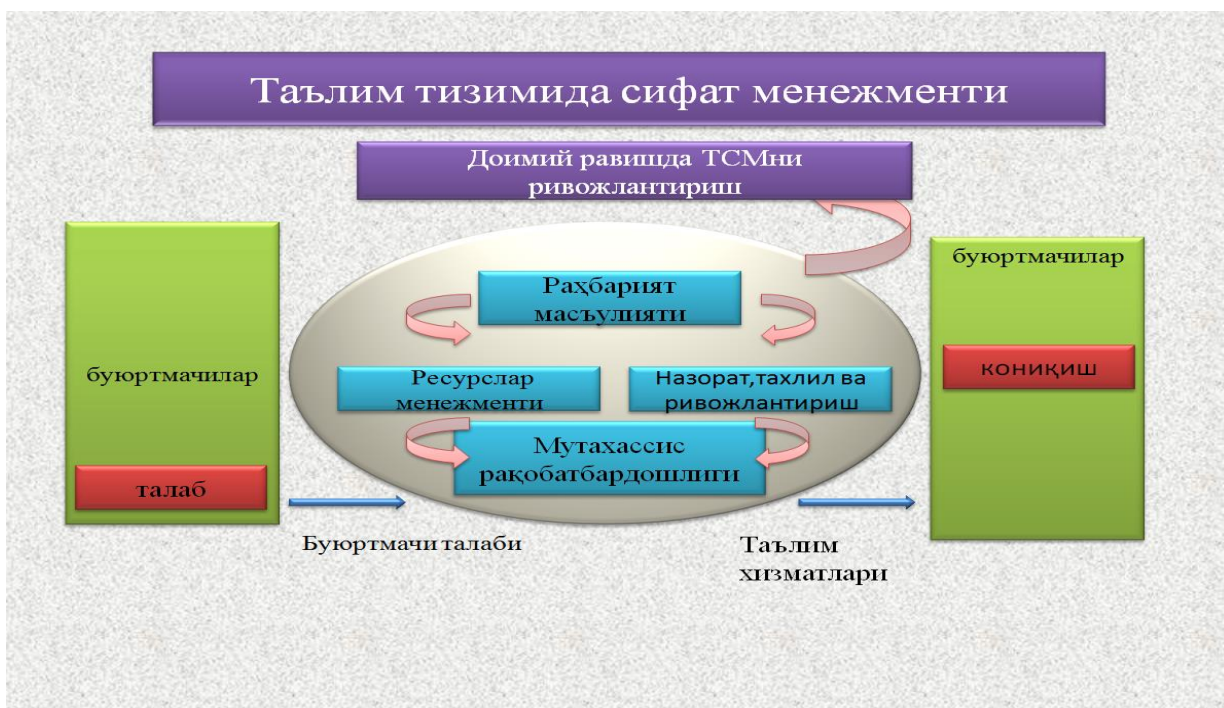 Таълим тизимида сифат менежменти
Доимий равишда ТСМни
ривожлантириш
буюртмачилар
талаб
Раҳбарият
масъулияти
Ресурслар
менежменти
Назорат,тахлил ва
ривожлантириш
Мутахассис
рақобатбардошлиги
буюртмачилар
кониқиш
Буюртмачи талаби
Таълим
хизматлари